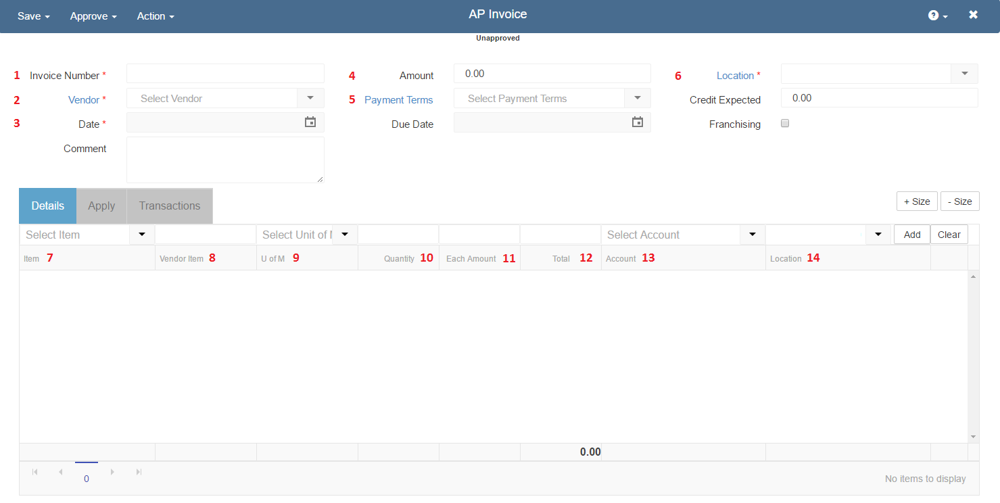 Save Approve Action AP Invoice ?
Unapproved
1 Invoice Number * 4 Amount 0.00 6 Location *
2 Vendor * Select Vendor 5 Payment Terms Select Payment Terms Credit Expected 0.00
3 Date * Due Date Franchising
Comment
Details Apply Transactions + Size - Size
Select Item Select Unit of M Select Account Add Clear
Item 7 Vendor Item 8 U of M 9 Quantity 10 Each Amount 11 Total 12 Account 13 Location 14
0.00
0 No items to display